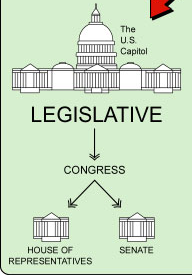 The
U.S.
Capitol
LEGISLATIVE
CONGRESS
HOUSE OF
REPRESENTATIVES
SENATE